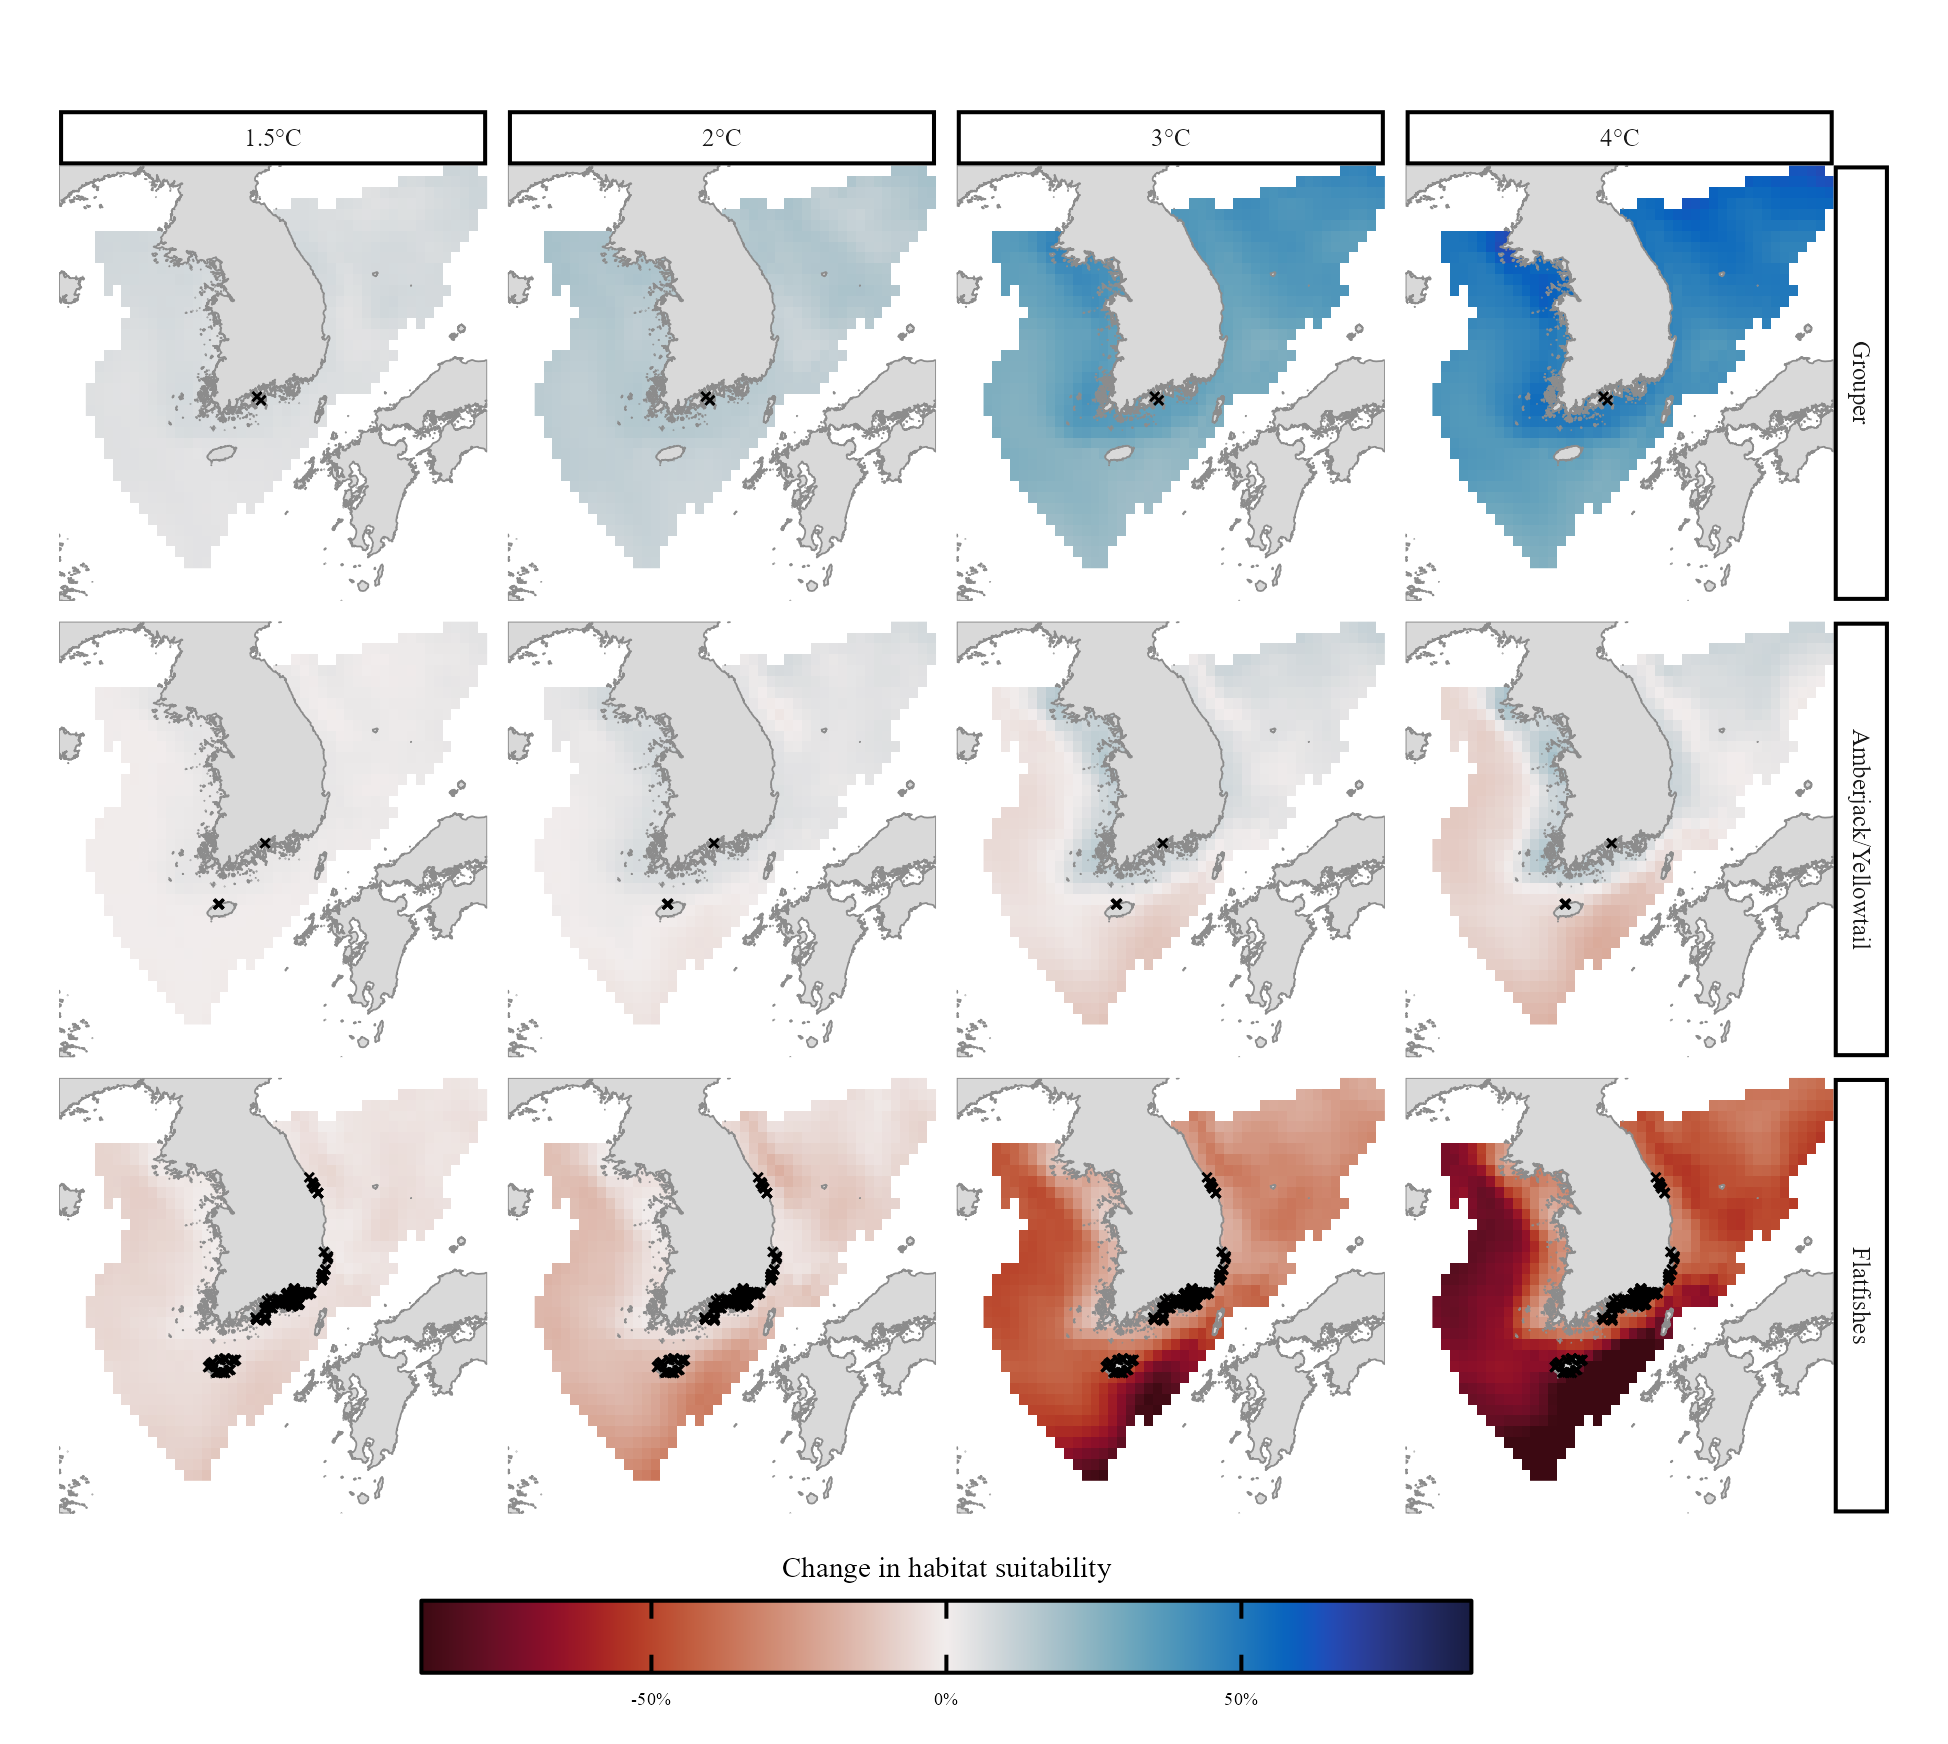 1.5°C
2°C
3°C
4°C
Grouper
Amberjack/Yellowtail
Flatfishes
Change in habitat suitability
-50%
0%
50%